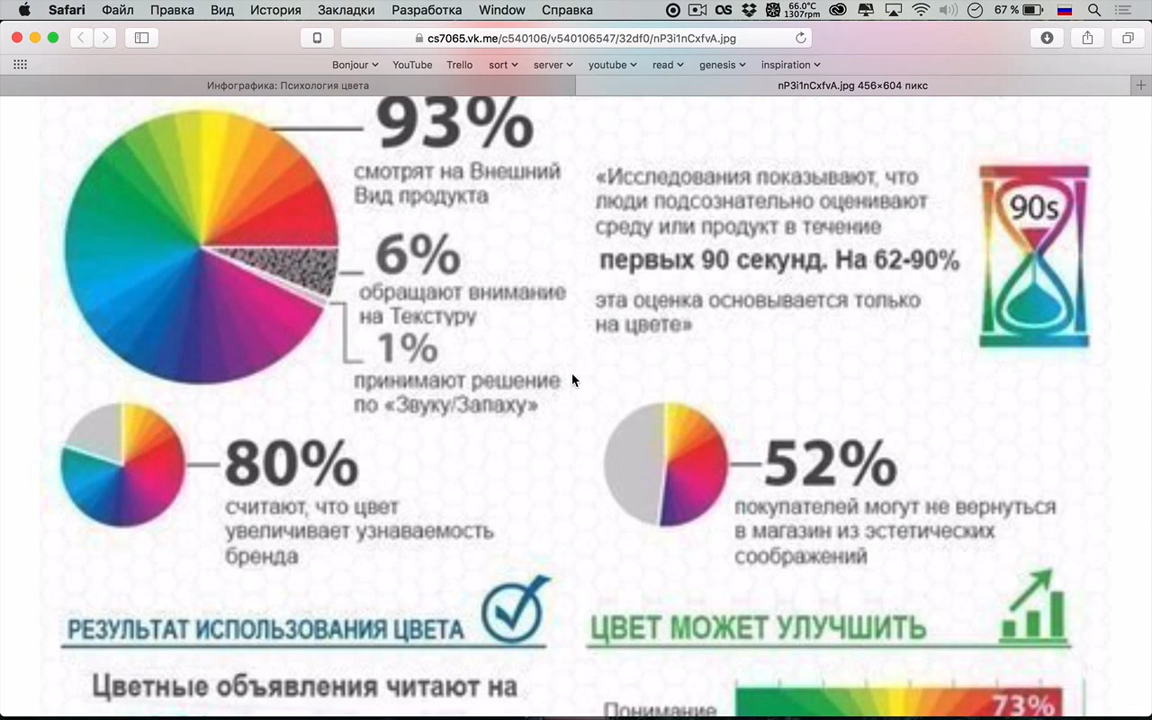 Safari Файл Правка Вид История Закладки Разработка Window Справка
66.0°C
1307rpm
67 %
cs7065.vk.me/c540106/v540106547/32df0/nP3i1nCxfvA.jpg
Bonjour YouTube Trello sort server youtube read genesis inspiration
Инфографика: Психология цвета
nP3i1nCxfvA.jpg 456×604 пикс
93%
смотрят на Внешний
Вид продукта
6%
обращают внимание
на Текстуру
1%
принимают решение
по «Звуку/Запаху»
«Исследования показывают, что
люди подсознательно оценивают
среду или продукт в течение
первых 90 секунд. На 62-90%
эта оценка основывается только
на цвете»
90s
80%
считают, что цвет
увеличивает узнаваемость
бренда
52%
покупателей могут не вернуться
в магазин из эстетических
соображений
РЕЗУЛЬТАТ ИСПОЛЬЗОВАНИЯ ЦВЕТА
Цветные объявления читают на
ЦВЕТ МОЖЕТ УЛУЧШИТЬ
Понимание
73%